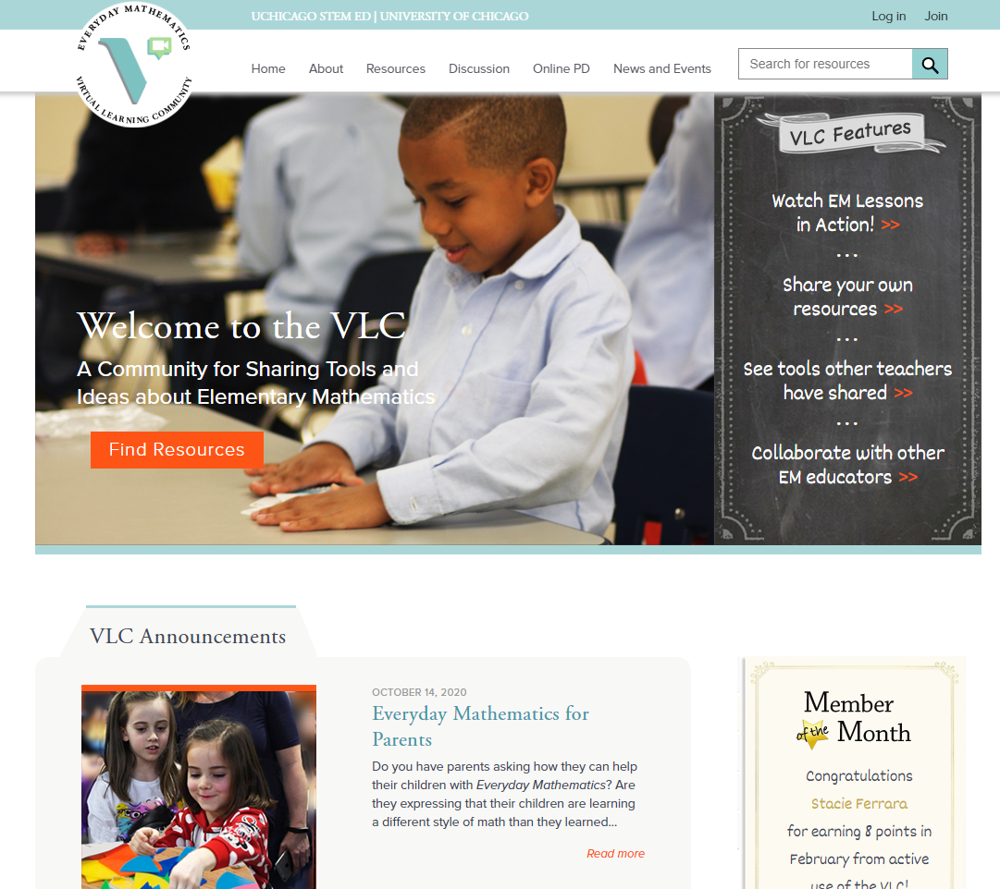 UCHICAGO STEM ED | UNIVERSITY OF CHICAGO
Log in Join
EVERYDAY MATHEMATICS
VIRTUAL LEARNING COMMUNITY
Home About Resources Discussion Online PD News and Events
Search for resources
Welcome to the VLC
A Community for Sharing Tools and
Ideas about Elementary Mathematics
Find Resources
VLC Features
Watch EM Lessons
in Action! >>
...
Share your own
resources >>
...
See tools other teachers
have shared >>
...
Collaborate with other
EM educators >>
VLC Announcements
OCTOBER 14, 2020
Everyday Mathematics for
Parents
Do you have parents asking how they can help
their children with Everyday Mathematics? Are
they expressing that their children are learning
a different style of math than they learned...
Read more
Member
of the Month
Congratulations
Stacie Ferrara
for earning 8 points in
February from active
use of the VLC!